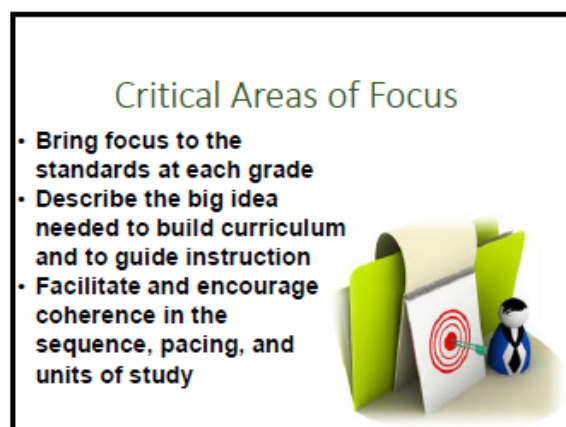 Critical Areas of Focus
• Bring focus to the
standards at each grade
• Describe the big idea
needed to build curriculum
and to guide instruction
• Facilitate and encourage
coherence in the
sequence, pacing, and
units of study